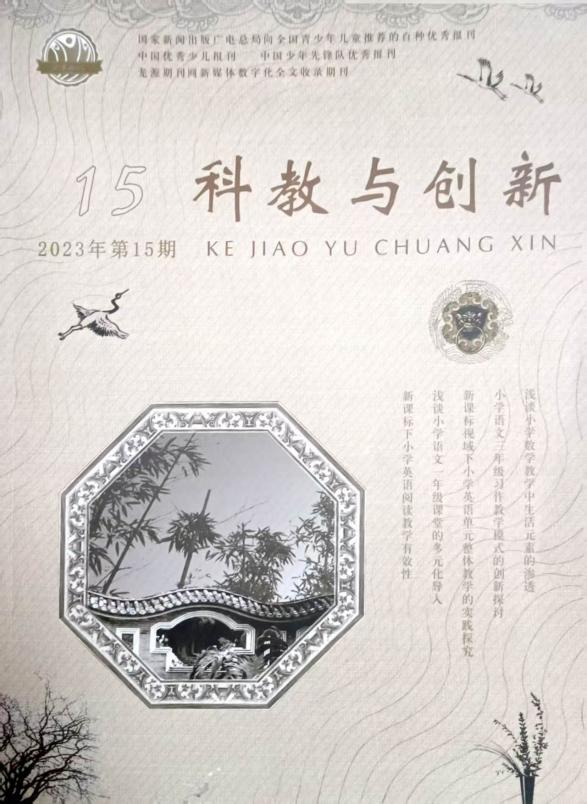 国家新闻出版广电总局向全国青少年儿童推荐的百种优秀报刊
中国优秀少儿报刊 中国少年先锋队优秀报刊
龙源期刊网新媒体数字化全文收录期刊
15 科教与创新
2023年第15期 KE JIAO YU CHUANG XIN
浅谈小学数学教学中生活元素的渗透
小学语文三年级习作教学模式的创新探讨
新课标视域下小学英语单元整体教学的实践探究
浅谈小学语文一年级课堂的多元化导入
新课标下小学英语阅读教学有效性